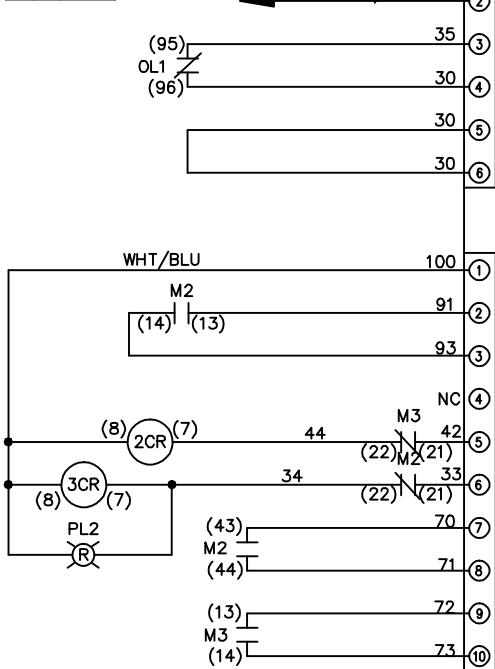 2
(95) 35 3
OL1
(96) 30 4
30 5
30 6
WHT/BLU 100 1
M2 91 2
(14) (13)
93 3
NC 4
M3
(8) 2CR (7) 44 42 5
(22) (21)
M2
3CR 34 33 6
(8) (7) (22) (21)
PL2
R
(43) 70 7
M2
(44) 71 8
(13) 72 9
M3
(14) 73 10